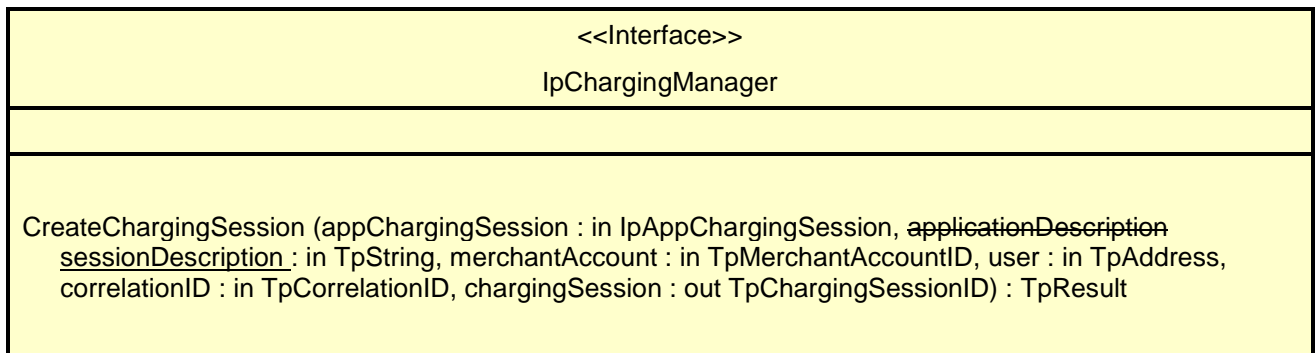 <<Interface>>
IpChargingManager
CreateChargingSession (appChargingSession : in IpAppChargingSession, applicationDescription
sessionDescription : in TpString, merchantAccount : in TpMerchantAccountID, user : in TpAddress,
correlationID : in TpCorrelationID, chargingSession : out TpChargingSessionID) : TpResult